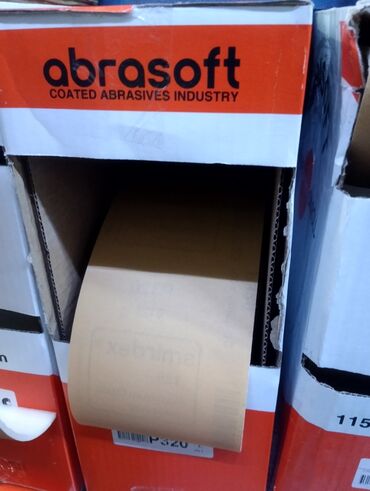 abrasoft
COATED ABRASIVES INDUSTRY
P320
115